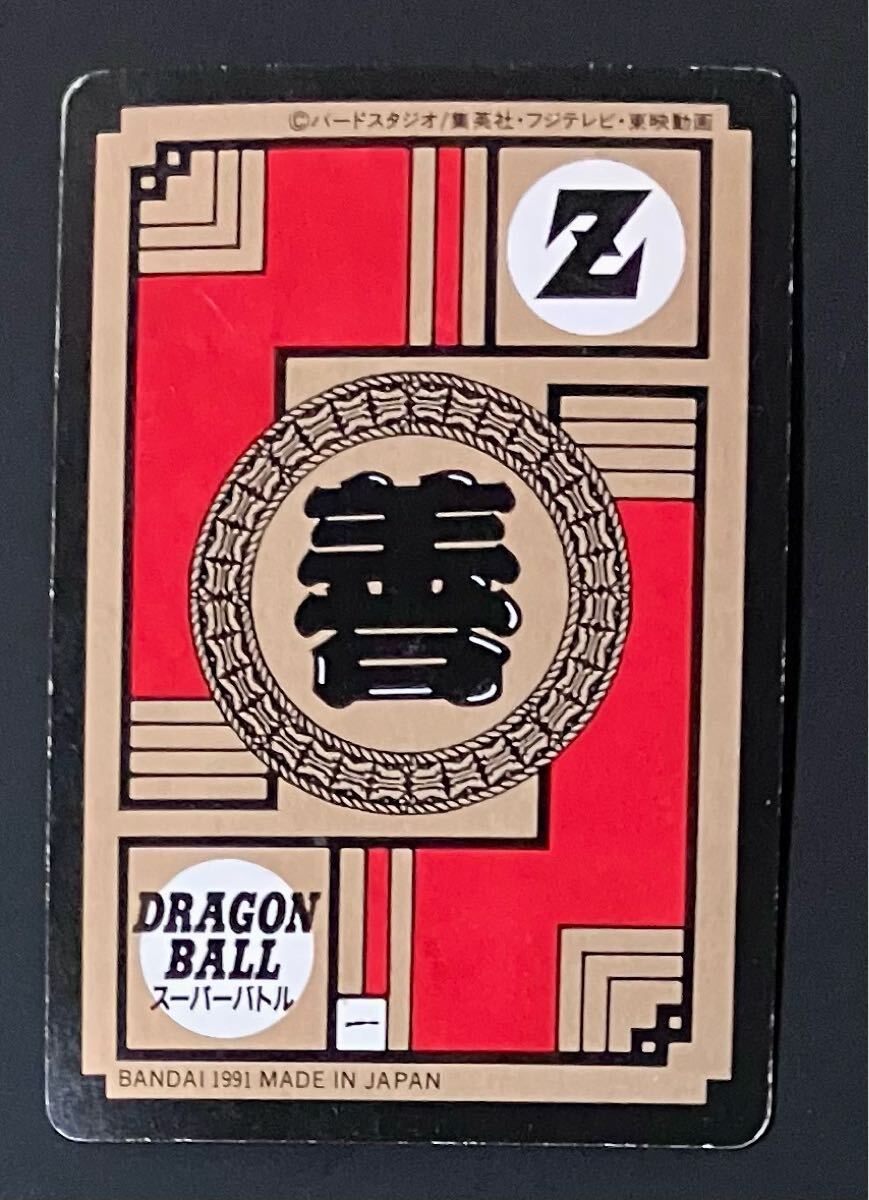 ©バードスタジオ/集英社・フジテレビ・東映動画
Z
善
DRAGON
BALL
スーパーバトル
一
BANDAI 1991 MADE IN JAPAN